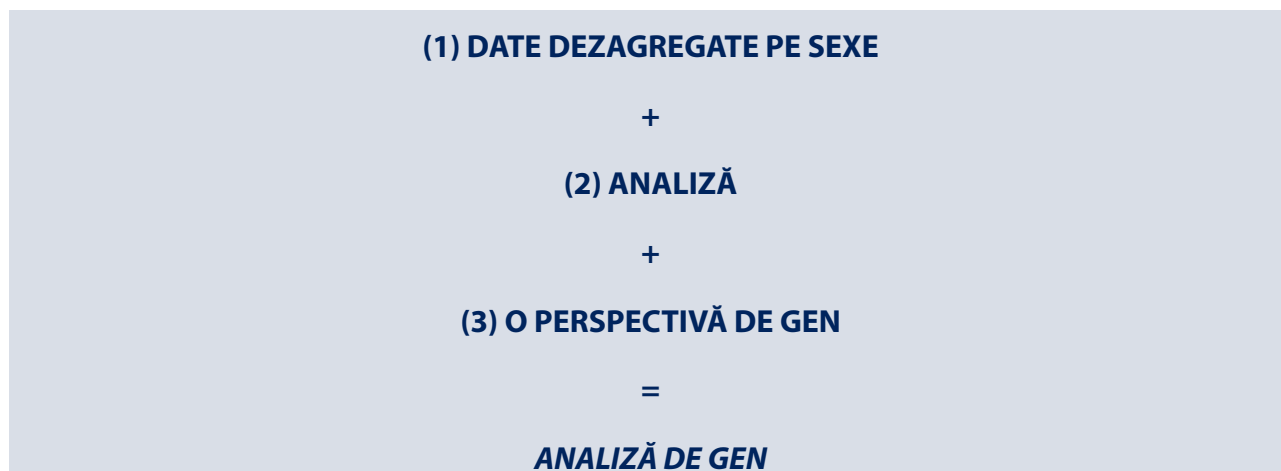 (1) DATE DEZAGREGATE PE SEXE
+
(2) ANALIZĂ
+
(3) O PERSPECTIVĂ DE GEN
=
ANALIZĂ DE GEN